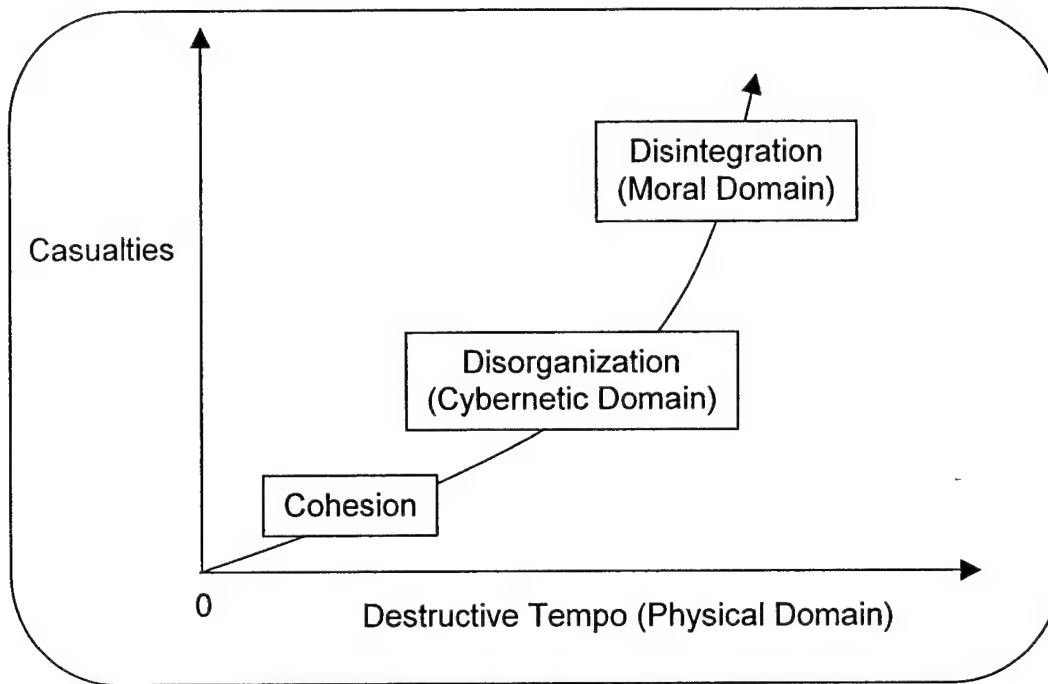 Disintegration
(Moral Domain)
Casualties
Disorganization
(Cybernetic Domain)
Cohesion
0
Destructive Tempo (Physical Domain)